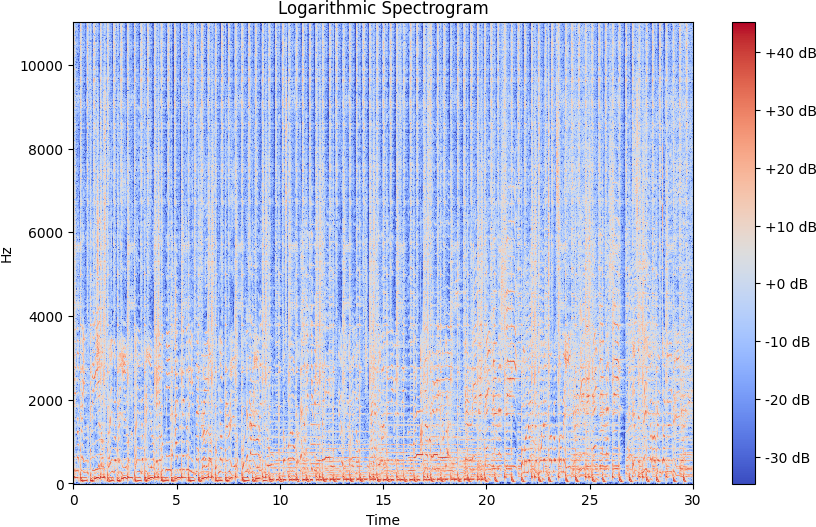 Logarithmic Spectrogram
Hz
10000
8000
6000
4000
2000
0
0 5 10 15 20 25 30
Time
+40 dB
+30 dB
+20 dB
+10 dB
+0 dB
-10 dB
-20 dB
-30 dB